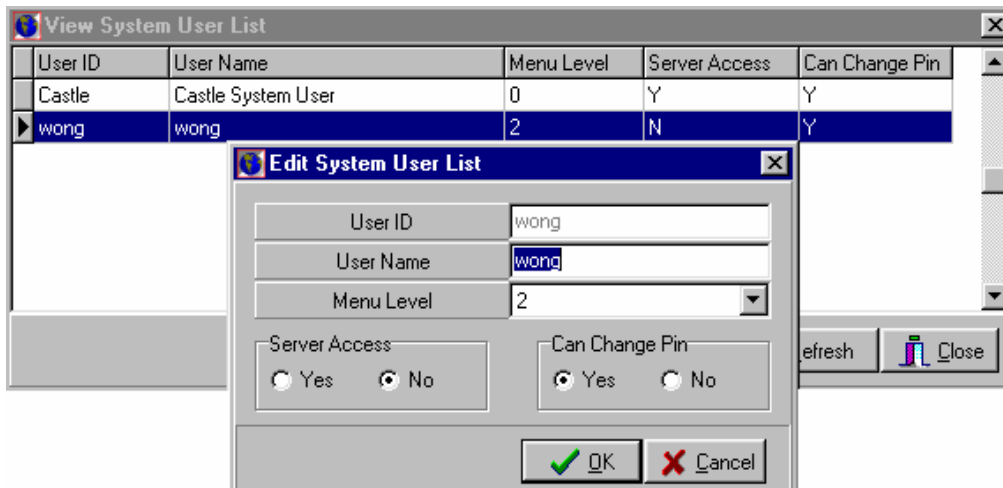 View System User List
User ID User Name Menu Level Server Access Can Change Pin
Castle Castle System User 0 Y Y
wong wong 2 N Y
Edit System User List
User ID wong
User Name wong
Menu Level 2
Server Access Can Change Pin
Yes No Yes No
efresh Close
OK Cancel